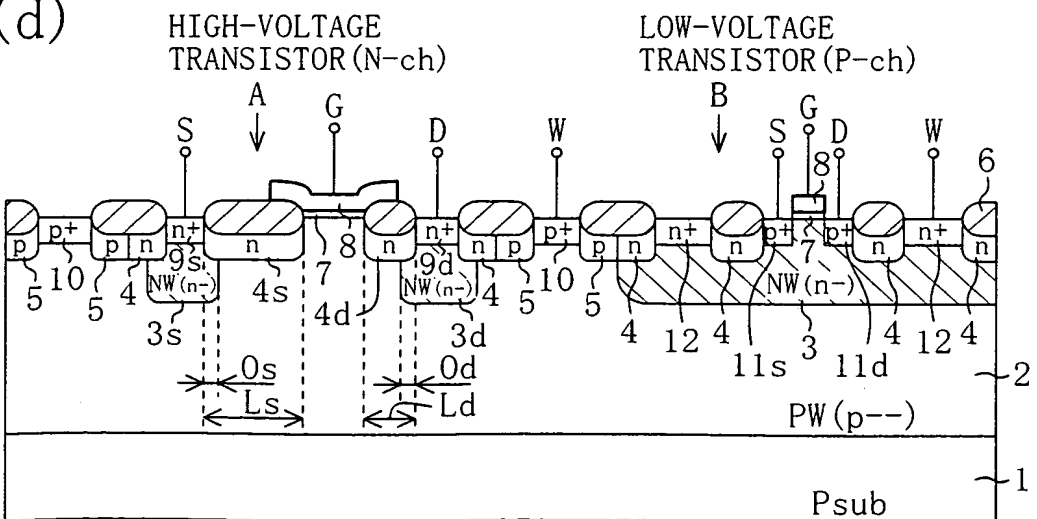 (d)
HIGH-VOLTAGE LOW-VOLTAGE
TRANSISTOR(N-ch) TRANSISTOR(P-ch)
A B
G G
S D W S D W
8 6
p p+ p n n+ n n n+ n p p+ p n n+ n p+ p+ n n+ n
5 10 5 4 9s 4s 7 8 4d 9d 4 5 10 5 4 12 4 7 4 12 4
NW(n-) NW(n-) NW(n-)
3s 3d 11s 3 11d
Os Od 2
Ls Ld
PW(p--)
1
Psub